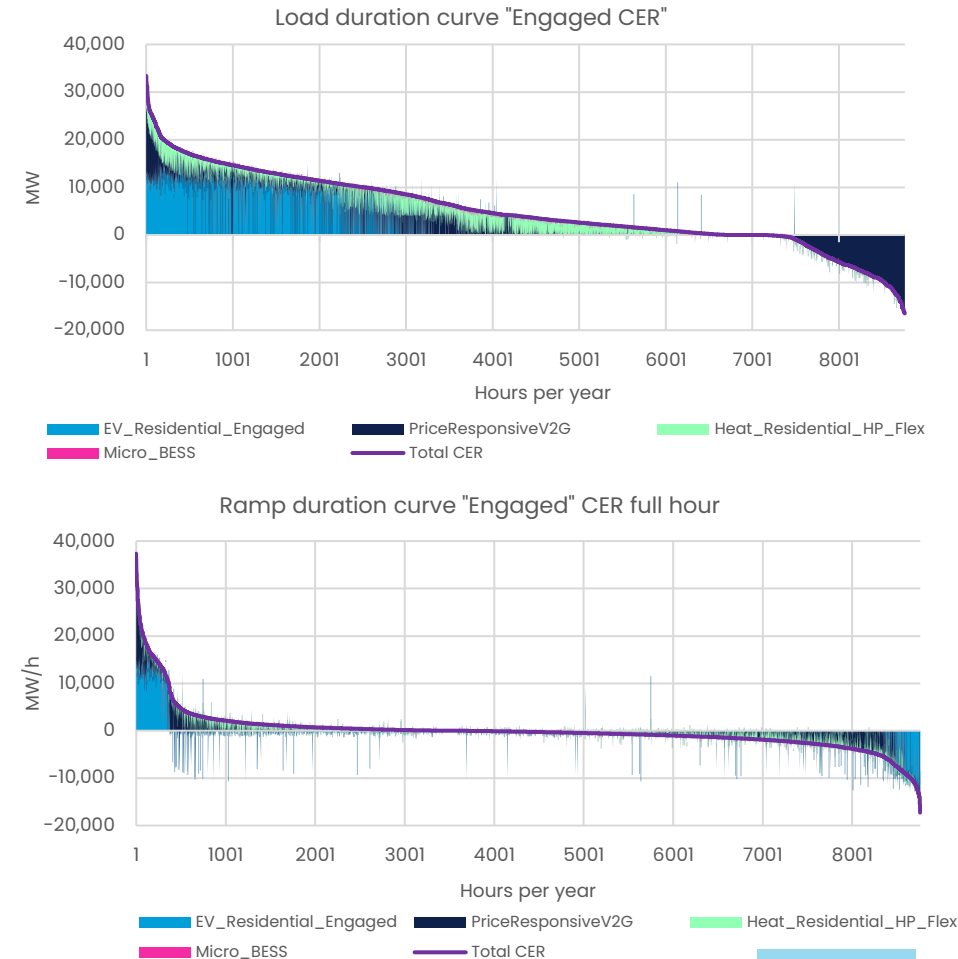 Load duration curve "Engaged CER"
40,000
30,000
20,000
10,000
0
-10,000
-20,000
MW
1 1001 2001 3001 4001 5001 6001 7001 8001
Hours per year
EV_Residential_Engaged PriceResponsiveV2G Heat_Residential_HP_Flex
Micro_BESS Total CER
Ramp duration curve "Engaged" CER full hour
40,000
30,000
20,000
10,000
0
-10,000
-20,000
MW/h
1 1001 2001 3001 4001 5001 6001 7001 8001
Hours per year
EV_Residential_Engaged PriceResponsiveV2G Heat_Residential_HP_Flex
Micro_BESS Total CER